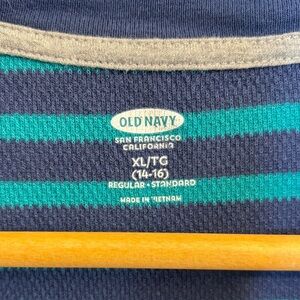 OLD NAVY
SAN FRANCISCO
CALIFORNIA
XL/TG
(14-16)
REGULAR • STANDARD
MADE IN VIETNAM